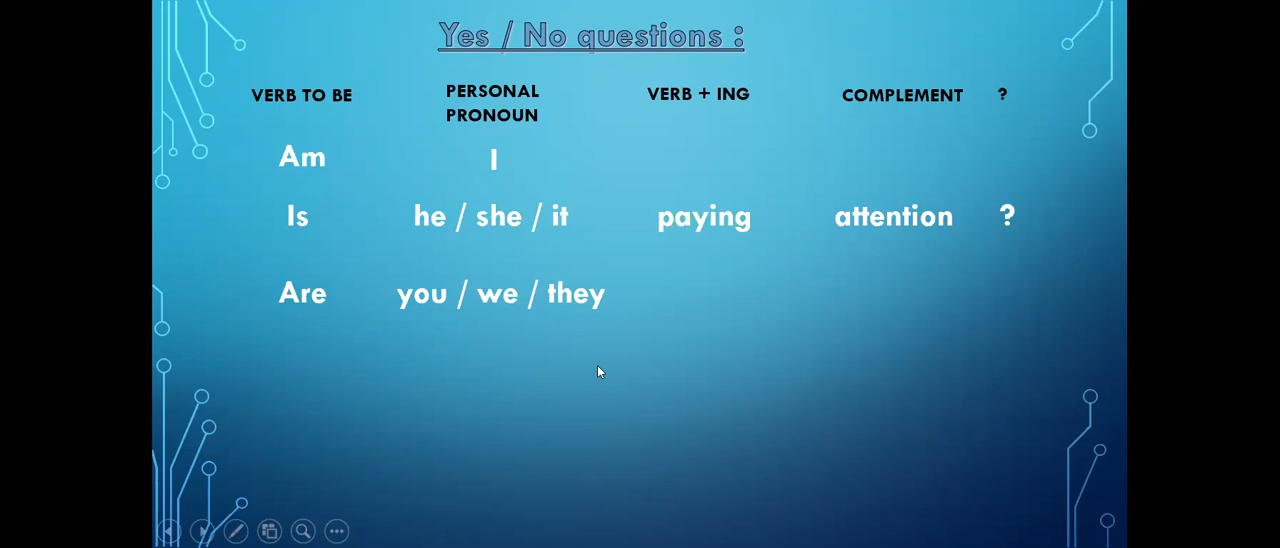 Yes / No questions :
VERB TO BE PERSONAL PRONOUN VERB + ING COMPLEMENT ?
Am I
Is he / she / it paying attention ?
Are you / we / they